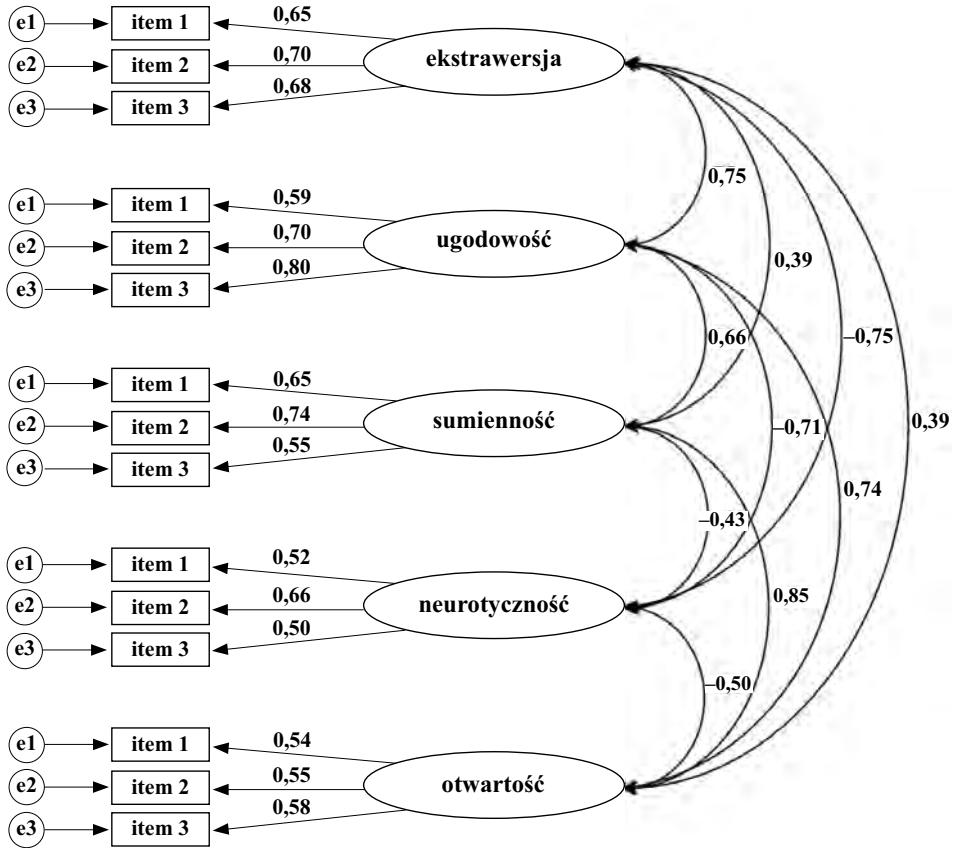 e1 item 1 0,65
e2 item 2 0,70 ekstrawersja
e3 item 3 0,68
0,75
e1 item 1 0,59
e2 item 2 0,70 ugodowość
0,39
e3 item 3 0,80
0,66
–0,75
e1 item 1 0,65
e2 item 2 0,74 sumienność
–0,71
0,39
e3 item 3 0,55
0,74
–0,43
e1 item 1 0,52
0,85
e2 item 2 0,66 neurotyczność
e3 item 3 0,50
–0,50
e1 item 1 0,54
e2 item 2 0,55 otwartość
e3 item 3 0,58